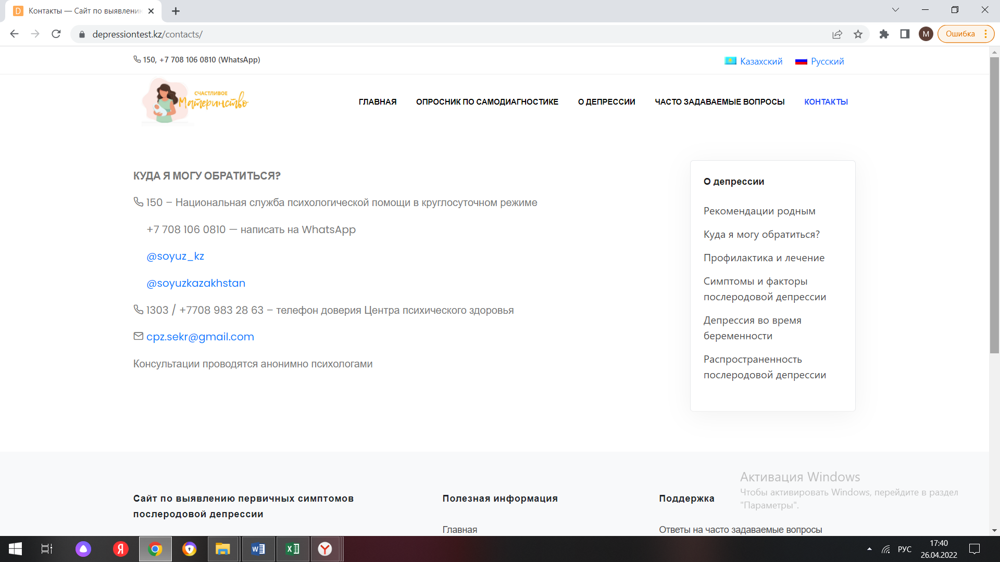 D Контакты — Сайт по выявлени
depressiontest.kz/contacts/
M
Ошибка
150, +7 708 106 0810 (WhatsApp)
Казахский
Русский
СЧАСТЛИВОЕ
Материнство
ГЛАВНАЯ
ОПРОСНИК ПО САМОДИАГНОСТИКЕ
О ДЕПРЕССИИ
ЧАСТО ЗАДАВАЕМЫЕ ВОПРОСЫ
КОНТАКТЫ
КУДА Я МОГУ ОБРАТИТЬСЯ?
150 – Национальная служба психологической помощи в круглосуточном режиме
+7 708 106 0810 — написать на WhatsApp
@soyuz_kz
@soyuzkazakhstan
1303 / +7708 983 28 63 – телефон доверия Центра психического здоровья
cpz.sekr@gmail.com
Консультации проводятся анонимно психологами
О депрессии
Рекомендации родным
Куда я могу обратиться?
Профилактика и лечение
Симптомы и факторы
послеродовой депрессии
Депрессия во время
беременности
Распространенность
послеродовой депрессии
Сайт по выявлению первичных симптомов
послеродовой депрессии
Полезная информация
Главная
Поддержка
Ответы на часто задаваемые вопросы
Активация Windows
Чтобы активировать Windows, перейдите в раздел
"Параметры".
РУС
17:40
26.04.2022